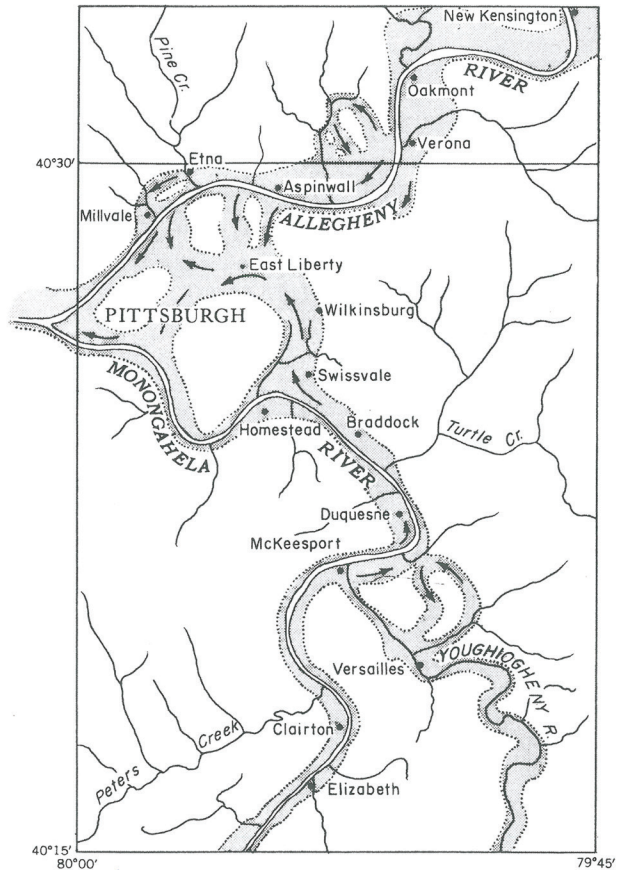 New Kensington
Pine Cr.
RIVER
Oakmont
Verona
40°30'
Etna
Aspinwall
Millvale
ALLEGHENY
East Liberty
PITTSBURGH
Wilkinsburg
Swissvale
MONONGAHELA
Homestead
Braddock
RIVER
Turtle Cr.
Duquesne
McKeesport
YOUGHIOGHENY R.
Versailles
Peters Creek
Clairton
Elizabeth
40°15'
80°00'
79°45'